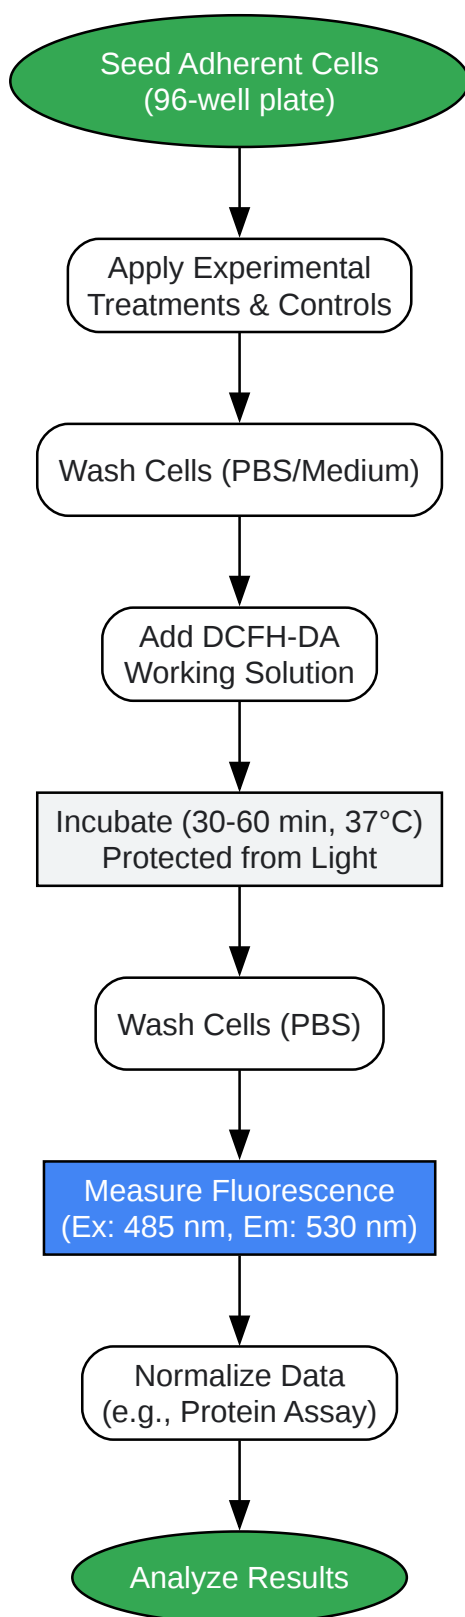 Seed Adherent Cells
(96-well plate)
Apply Experimental
Treatments & Controls
Wash Cells (PBS/Medium)
Add DCFH-DA
Working Solution
Incubate (30-60 min, 37°C)
Protected from Light
Wash Cells (PBS)
Measure Fluorescence
(Ex: 485 nm, Em: 530 nm)
Normalize Data
(e.g., Protein Assay)
Analyze Results